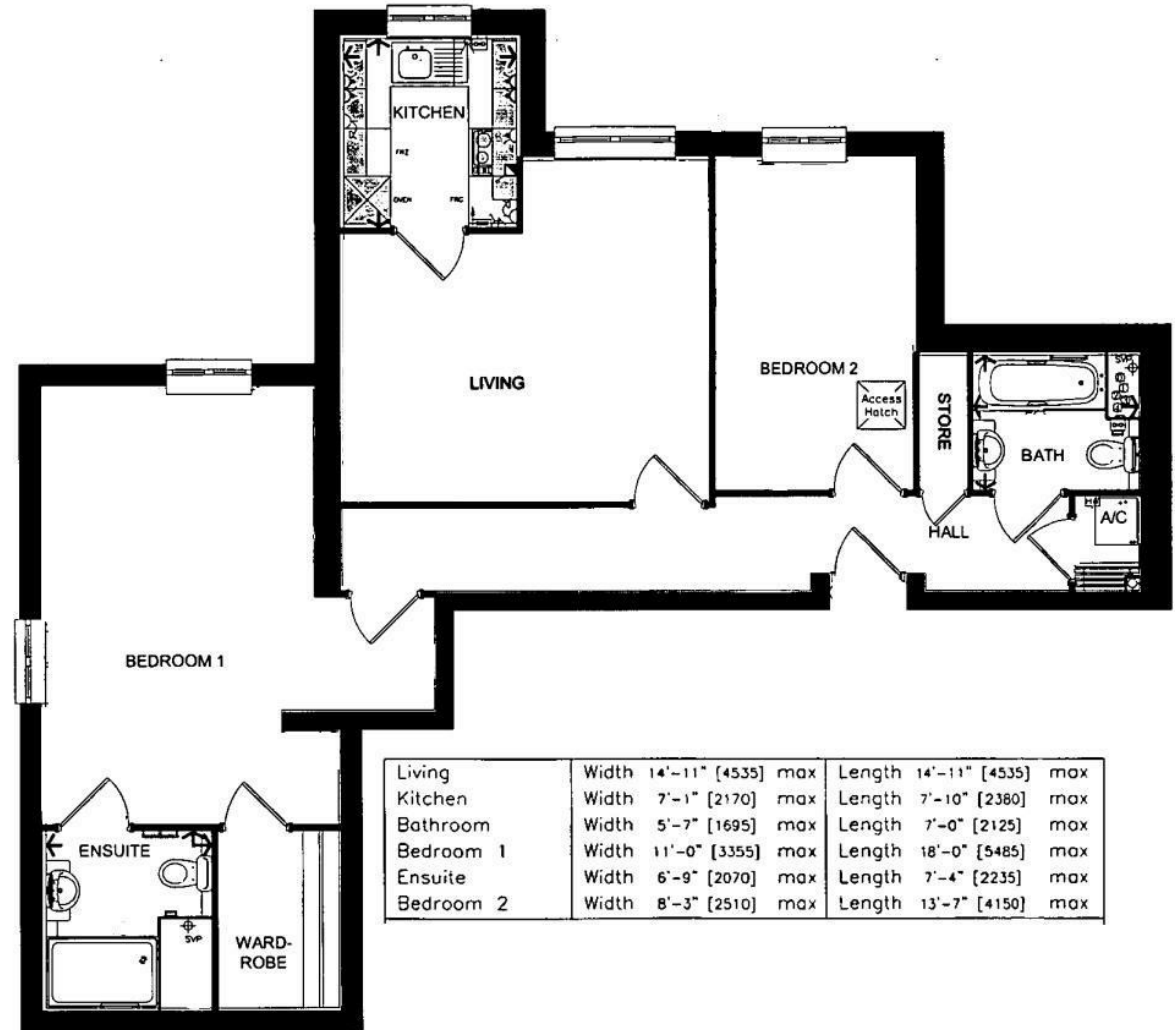 KITCHEN
FRZ
OVEN
FRG
LIVING
BEDROOM 2
Access
Hatch
STORE
SVP
BATH
HALL
A/C
BEDROOM 1
ENSUITE
SVP
WARD-
ROBE
Living Width 14'-11" [4535] max Length 14'-11" [4535] max
Kitchen Width 7'-1" [2170] max Length 7'-10" [2380] max
Bathroom Width 5'-7" [1695] max Length 7'-0" [2125] max
Bedroom 1 Width 11'-0" [3355] max Length 18'-0" [5485] max
Ensuite Width 6'-9" [2070] max Length 7'-4" [2235] max
Bedroom 2 Width 8'-3" [2510] max Length 13'-7" [4150] max